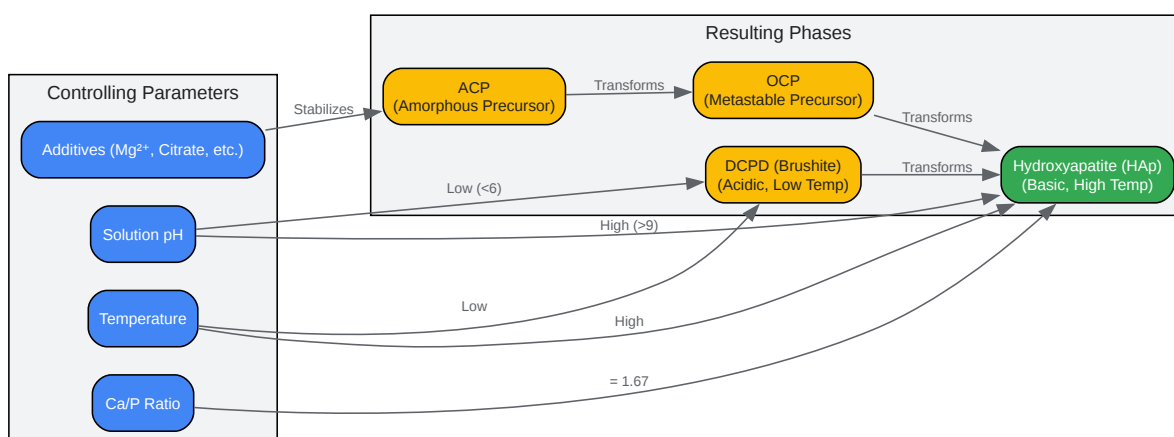 Resulting Phases
Controlling Parameters
ACP
(Amorphous Precursor)
Transforms
OCP
(Metastable Precursor)
Stabilizes
Additives (Mg²⁺, Citrate, etc.)
Transforms
DCPD (Brushite)
(Acidic, Low Temp)
Transforms
Hydroxyapatite (HAp)
(Basic, High Temp)
Low (<6)
Solution pH
High (>9)
Low
Temperature
High
= 1.67
Ca/P Ratio